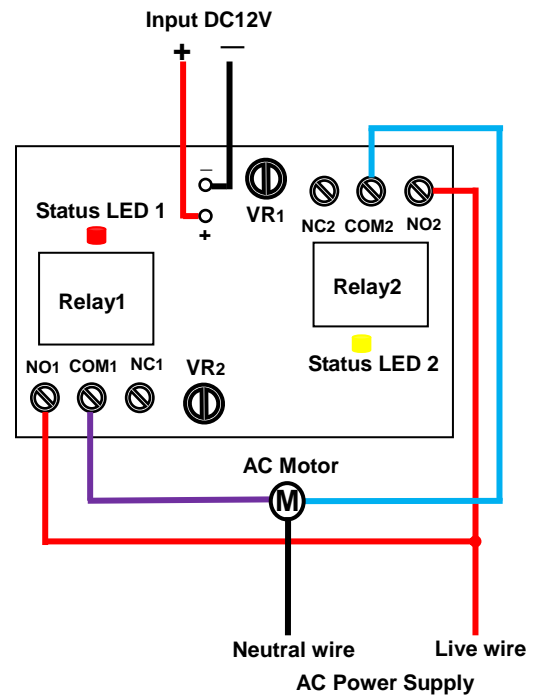 Input DC12V
+ —
–
+
VR1
Status LED 1
NC2 COM2 NO2
Relay1
Relay2
Status LED 2
NO1 COM1 NC1
VR2
AC Motor
M
Neutral wire
Live wire
AC Power Supply